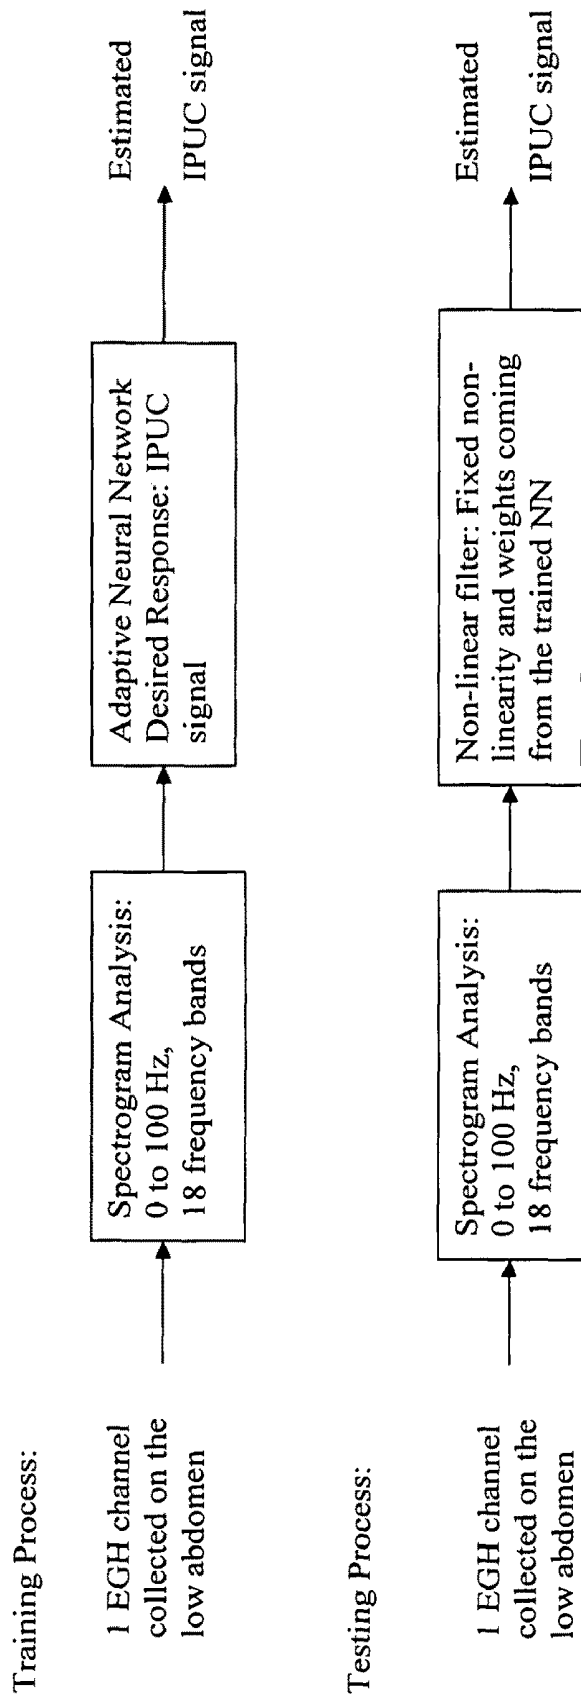 Training Process:
1 EGH channel
collected on the
low abdomen
Spectrogram Analysis:
0 to 100 Hz,
18 frequency bands
Adaptive Neural Network
Desired Response: IPUC
signal
Estimated
IPUC signal
Testing Process:
1 EGH channel
collected on the
low abdomen
Spectrogram Analysis:
0 to 100 Hz,
18 frequency bands
Non-linear filter: Fixed non-
linearity and weights coming
from the trained NN
Estimated
IPUC signal